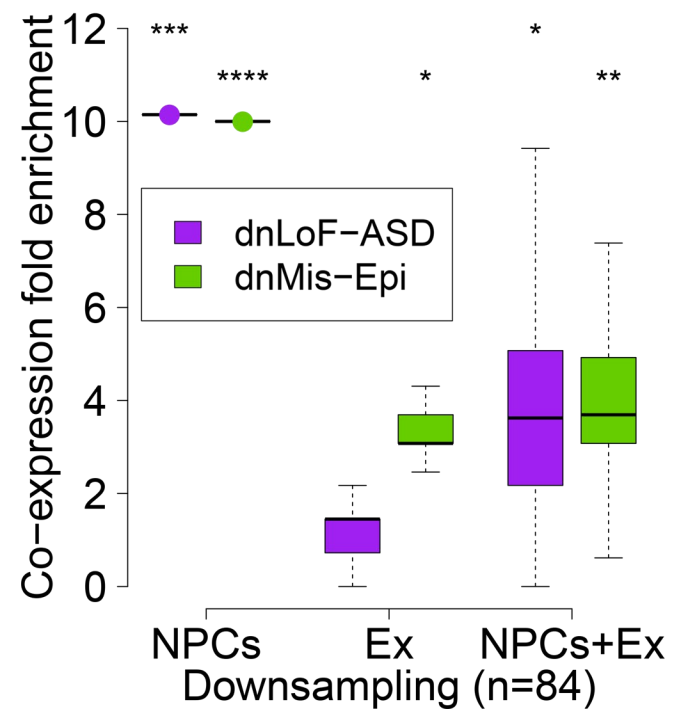 Co−expression fold enrichment
12
10
8
6
4
2
0
*** *
**** * **
dnLoF−ASD
dnMis−Epi
NPCs Ex NPCs+Ex
Downsampling (n=84)